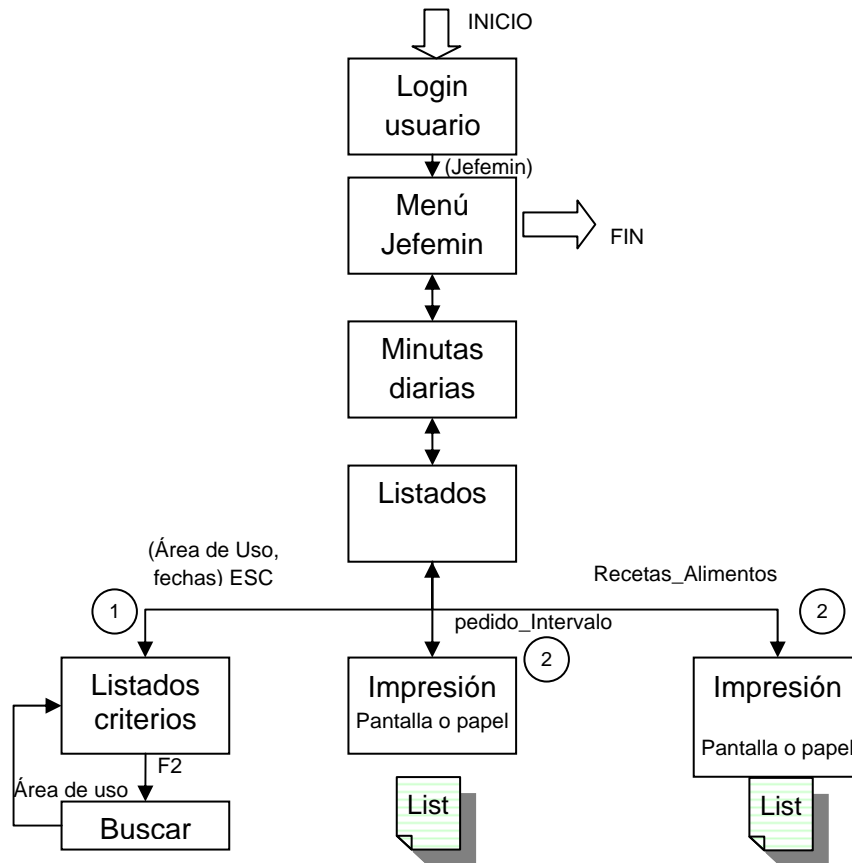 INICIO
Login
usuario
(Jefemin)
Menú
Jefemin
FIN
Minutas
diarias
Listados
(Área de Uso,
fechas) ESC
Recetas_Alimentos
1
pedido_Intervalo
2
2
Listados
criterios
Impresión
Pantalla o papel
Impresión
Pantalla o papel
F2
Área de uso
Buscar
List
List